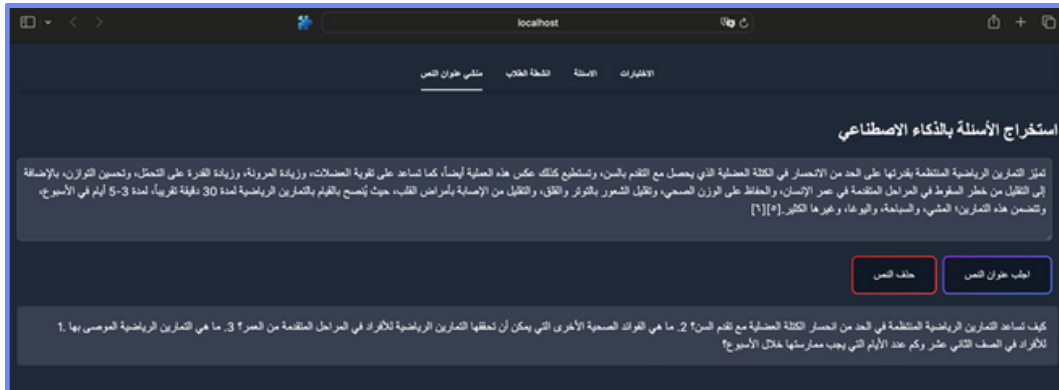 localhost
الاختبارات الاسئلة انشطة الطلاب منشي عنوان النص
استخراج الأسئلة بالذكاء الاصطناعي
تميّز التمارين الرياضية المنتظمة بقدرتها على الحد من الانحسار في الكتلة العضلية الذي يحصل مع التقدم بالسن، وتستطيع كذلك عكس هذه العملية أيضاً، كما تساعد على تقوية العضلات، وزيادة المرونة، وزيادة القدرة على التحمّل، وتحسين التوازن، بالإضافة
إلى التقليل من خطر السقوط في المراحل المتقدمة في عمر الإنسان، والحفاظ على الوزن الصحي، وتقليل الشعور بالتوتر والقلق، والتقليل من الإصابة بأمراض القلب، حيث يُنصح بالقيام بالتمارين الرياضية لمدة 30 دقيقة تقريباً، لمدة 3-5 أيام في الأسبوع،
وتتضمن هذه التمارين؛ المشي، والسباحة، واليوغا، وغيرها الكثير.[٥][٦]
اجلب عنوان النص
حذف النص
كيف تساعد التمارين الرياضية المنتظمة في الحد من انحسار الكتلة العضلية مع تقدم السن؟ 2. ما هي الفوائد الصحية الأخرى التي يمكن أن تحققها التمارين الرياضية للأفراد في المراحل المتقدمة من العمر؟ 3. ما هي التمارين الرياضية الموصى بها 1.
للأفراد في الصف الثاني عشر وكم عدد الأيام التي يجب ممارستها خلال الأسبوع؟